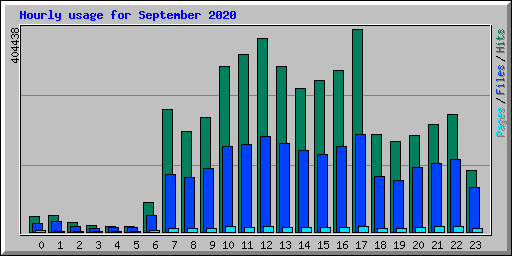 Hourly usage for September 2020
404438
Pages/Files/Hits
0 1 2 3 4 5 6 7 8 9 10 11 12 13 14 15 16 17 18 19 20 21 22 23